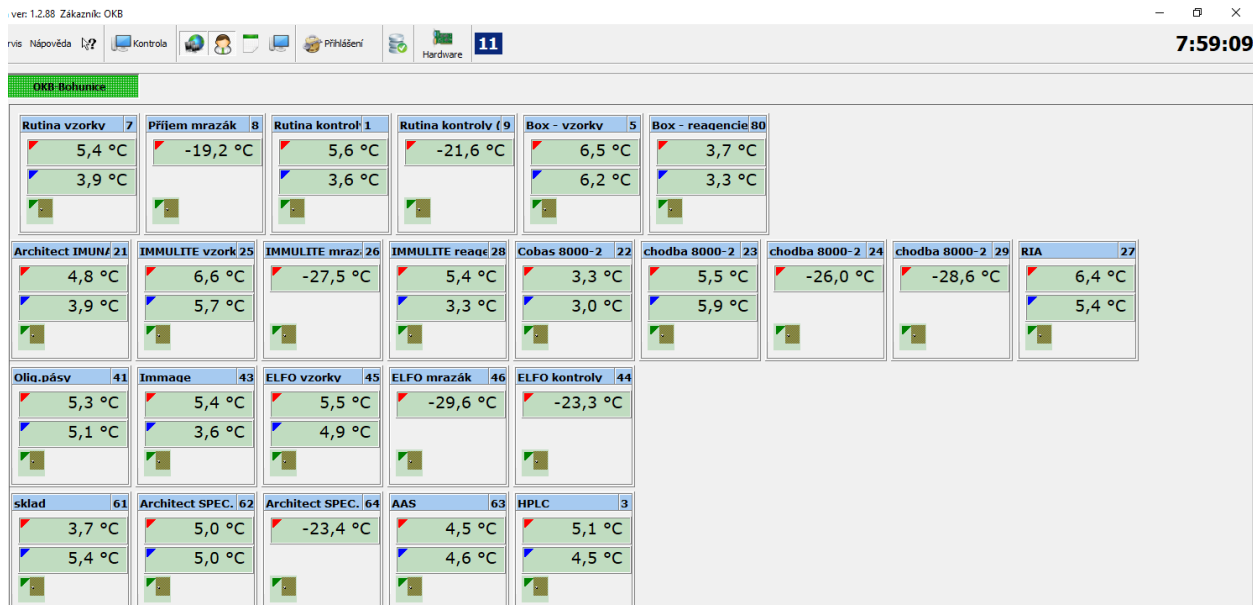 ver: 1.2.88 Zákazník: OKB
rvis Nápověda Kontrola Přihlášení Hardware 11 7:59:09
OKB-Bohunice
Rutina vzorky 7 Příjem mrazák 8 Rutina kontrol 1 Rutina kontroly ( 9 Box - vzorky 5 Box - reagencie 80
5,4 °C -19,2 °C 5,6 °C -21,6 °C 6,5 °C 3,7 °C
3,9 °C 3,6 °C 6,2 °C 3,3 °C
Architect IMUNA 21 IMMULITE vzork 25 IMMULITE mraz 26 IMMULITE reage 28 Cobas 8000-2 22 chodba 8000-2 23 chodba 8000-2 24 chodba 8000-2 29 RIA 27
4,8 °C 6,6 °C -27,5 °C 5,4 °C 3,3 °C 5,5 °C -26,0 °C -28,6 °C 6,4 °C
3,9 °C 5,7 °C 3,3 °C 3,0 °C 5,9 °C 5,4 °C
Olig.pásy 41 Immage 43 ELFO vzorky 45 ELFO mrazák 46 ELFO kontroly 44
5,3 °C 5,4 °C 5,5 °C -29,6 °C -23,3 °C
5,1 °C 3,6 °C 4,9 °C
sklad 61 Architect SPEC. 62 Architect SPEC. 64 AAS 63 HPLC 3
3,7 °C 5,0 °C -23,4 °C 4,5 °C 5,1 °C
5,4 °C 5,0 °C 4,6 °C 4,5 °C